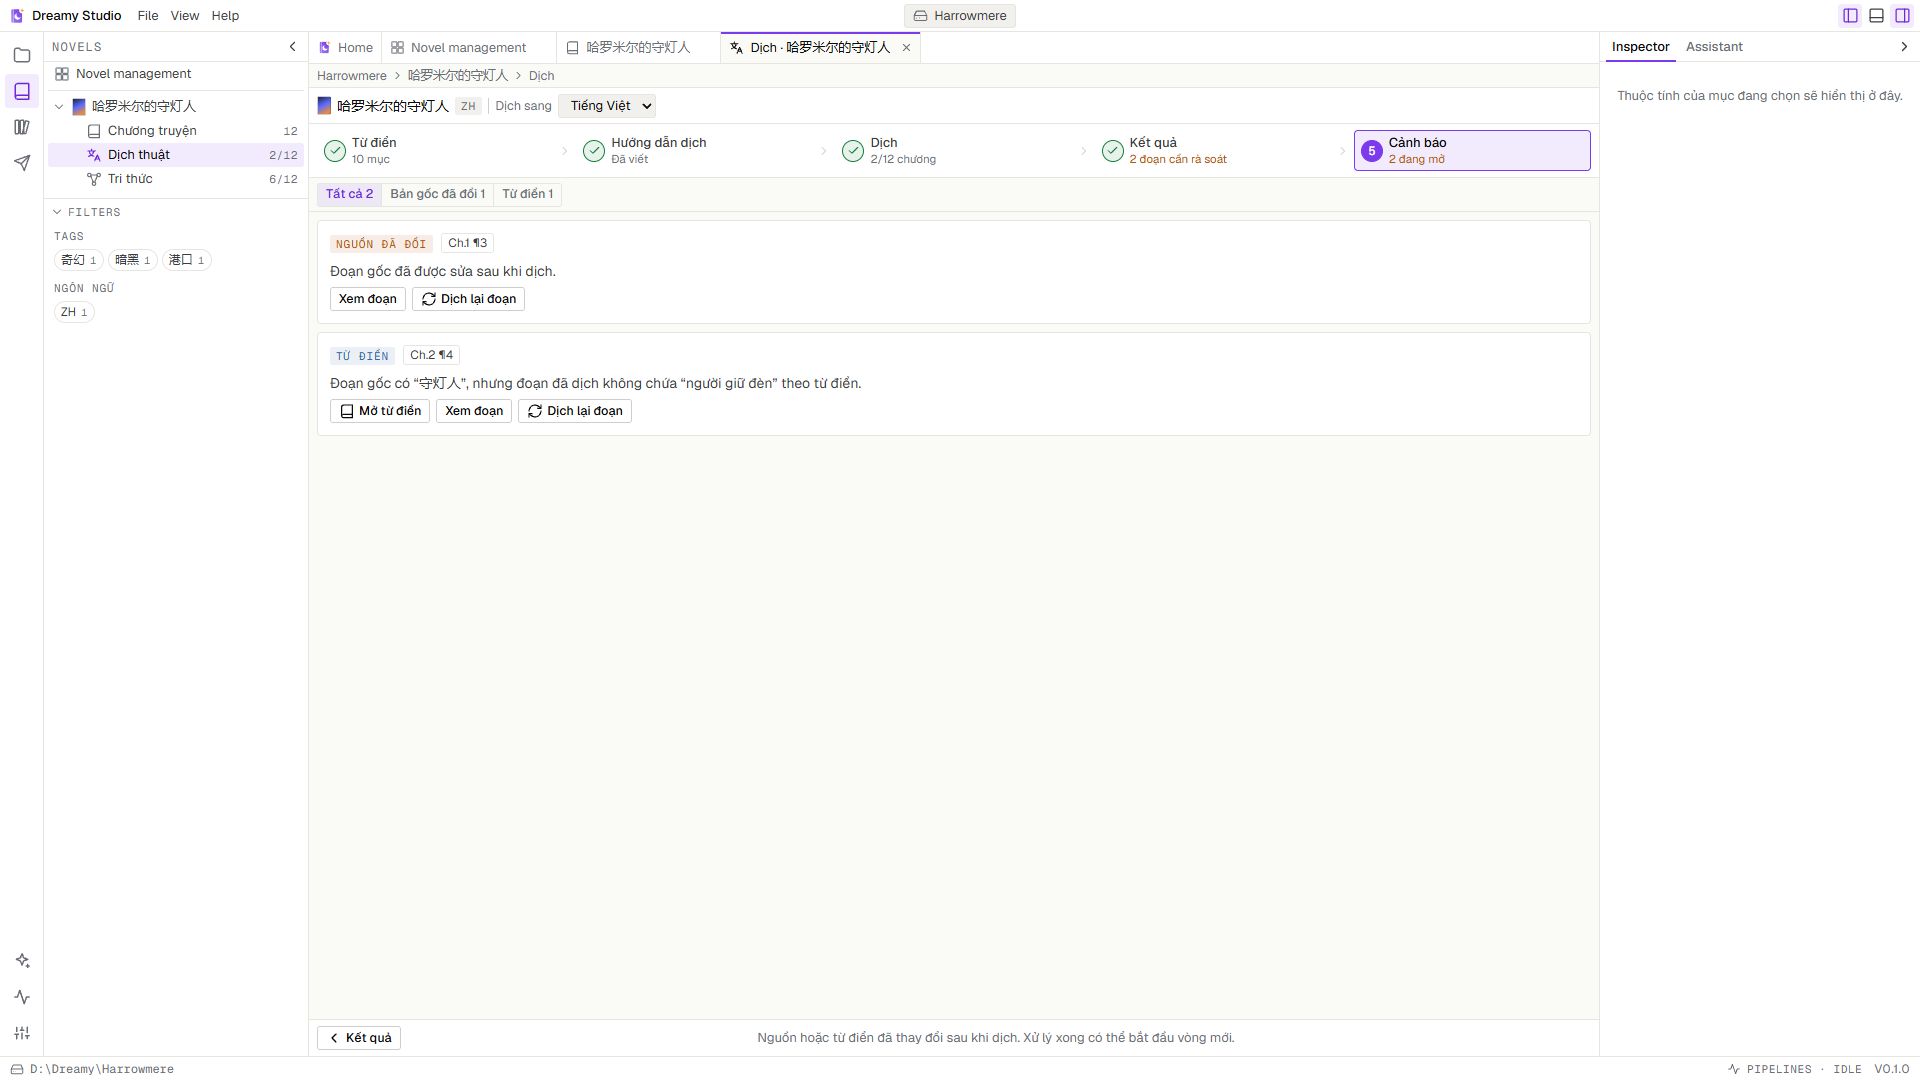 Dreamy Studio File View Help
Harrowmere
NOVELS
Novel management
哈罗米尔的守灯人
Chương truyện 12
Dịch thuật 2/12
Tri thức 6/12
FILTERS
TAGS
奇幻 1 暗黑 1 港口 1
NGÔN NGỮ
ZH 1
Home Novel management 哈罗米尔的守灯人 Dịch · 哈罗米尔的守灯人
Harrowmere 哈罗米尔的守灯人 Dịch
哈罗米尔的守灯人 ZH Dịch sang Tiếng Việt
Từ điển
10 mục
Hướng dẫn dịch
Đã viết
Dịch
2/12 chương
Kết quả
2 đoạn cần rà soát
5 Cảnh báo
2 đang mở
Tất cả 2 Bản gốc đã đổi 1 Từ điển 1
NGUỒN ĐÃ ĐỔI Ch.1 ¶3
Đoạn gốc đã được sửa sau khi dịch.
Xem đoạn Dịch lại đoạn
TỪ ĐIỂN Ch.2 ¶4
Đoạn gốc có “守灯人”, nhưng đoạn đã dịch không chứa “người giữ đèn” theo từ điển.
Mở từ điển Xem đoạn Dịch lại đoạn
Kết quả
Nguồn hoặc từ điển đã thay đổi sau khi dịch. Xử lý xong có thể bắt đầu vòng mới.
Inspector Assistant
Thuộc tính của mục đang chọn sẽ hiển thị ở đây.
D:\Dreamy\Harrowmere
PIPELINES · IDLE V0.1.0